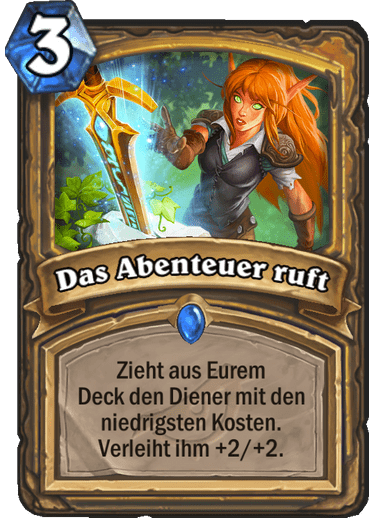 3
Das Abenteuer ruft
Zieht aus Eurem
Deck den Diener mit den
niedrigsten Kosten.
Verleiht ihm +2/+2.